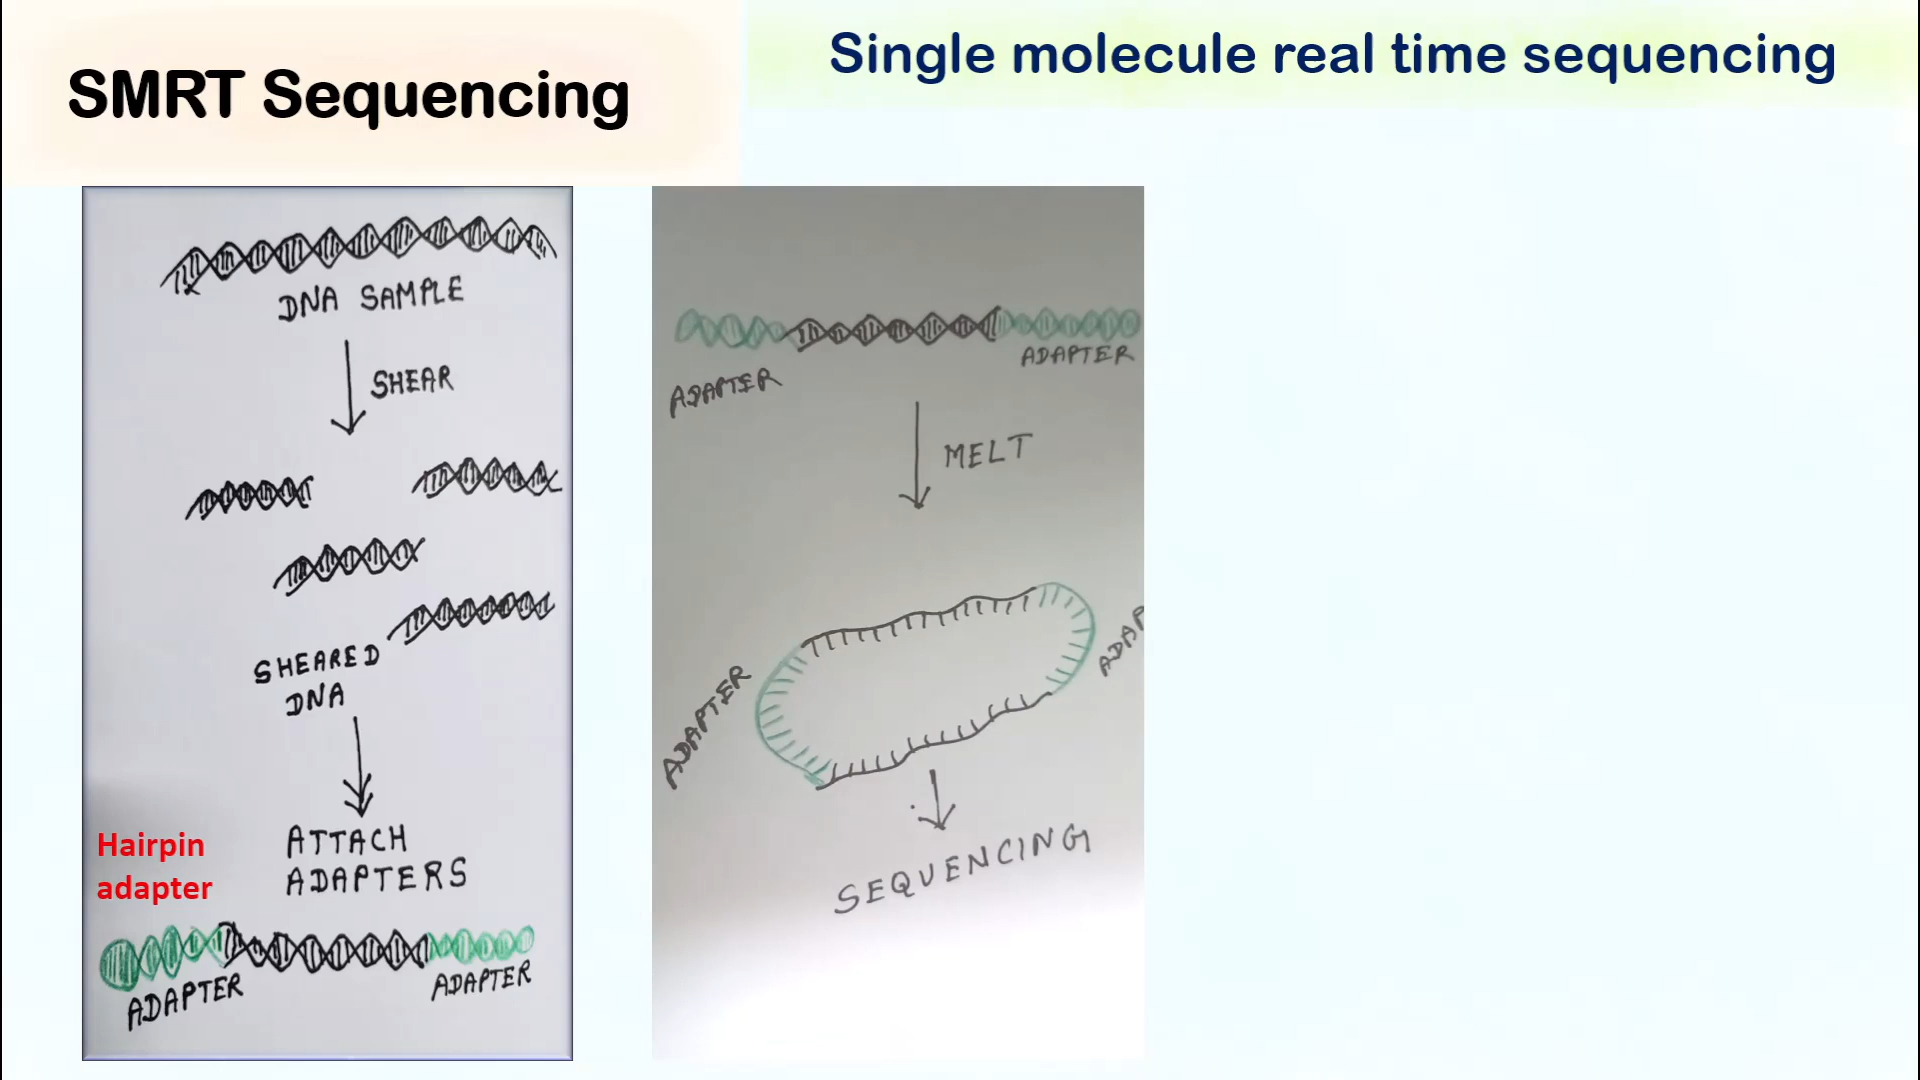 SMRT Sequencing
Single molecule real time sequencing
DNA SAMPLE
SHEAR
SHEARED
DNA
ATTACH
ADAPTERS
Hairpin
adapter
ADAPTER
ADAPTER
ADAPTER
ADAPTER
MELT
ADAPTER
ADAP
SEQUENCING